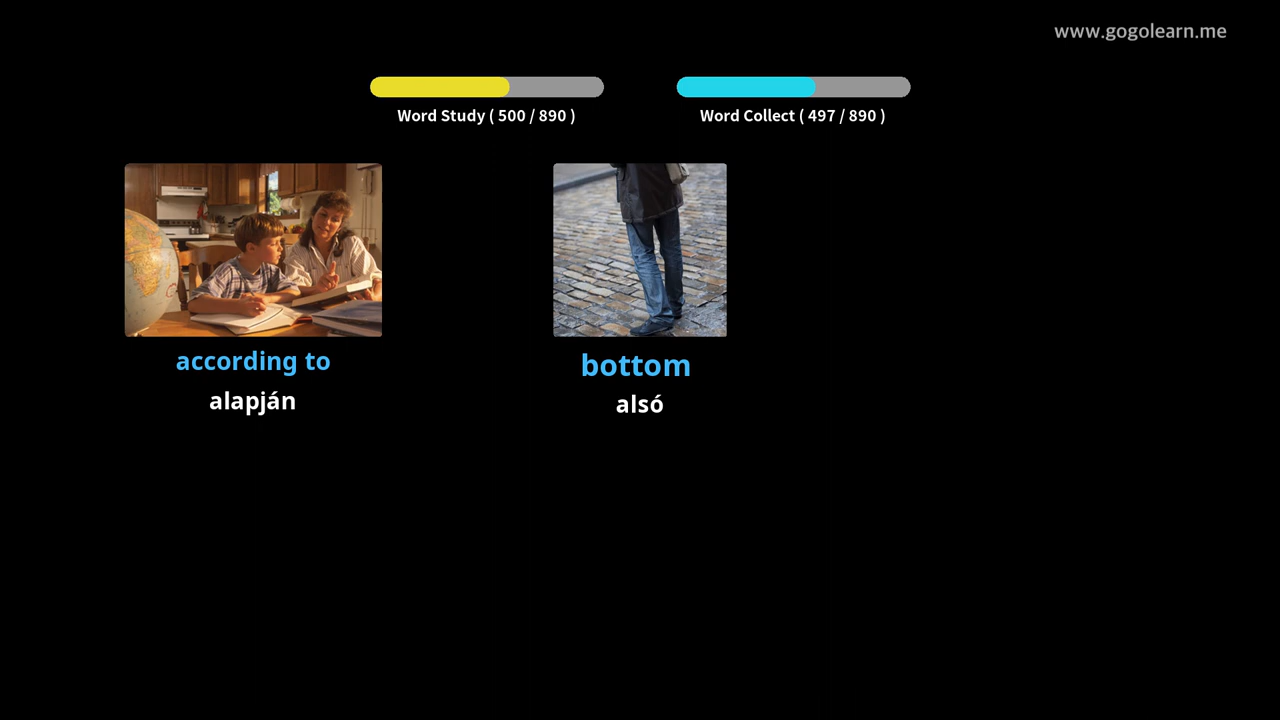 www.gogolearn.me
Word Study ( 500 / 890 )
Word Collect ( 497 / 890 )
according to
alapján
bottom
alsó